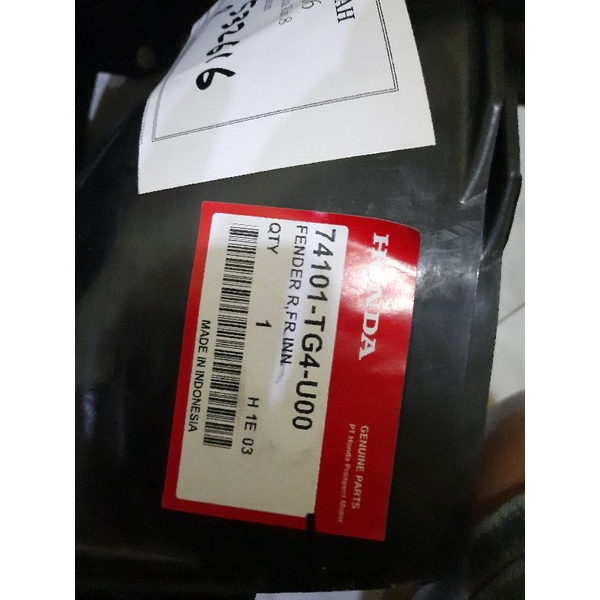 HONDA
GENUINE PARTS
PT Honda Prospect Motor
74101-TG4-U00
FENDER R,FR INN
QTY 1 H 1E 03
MADE IN INDONESIA